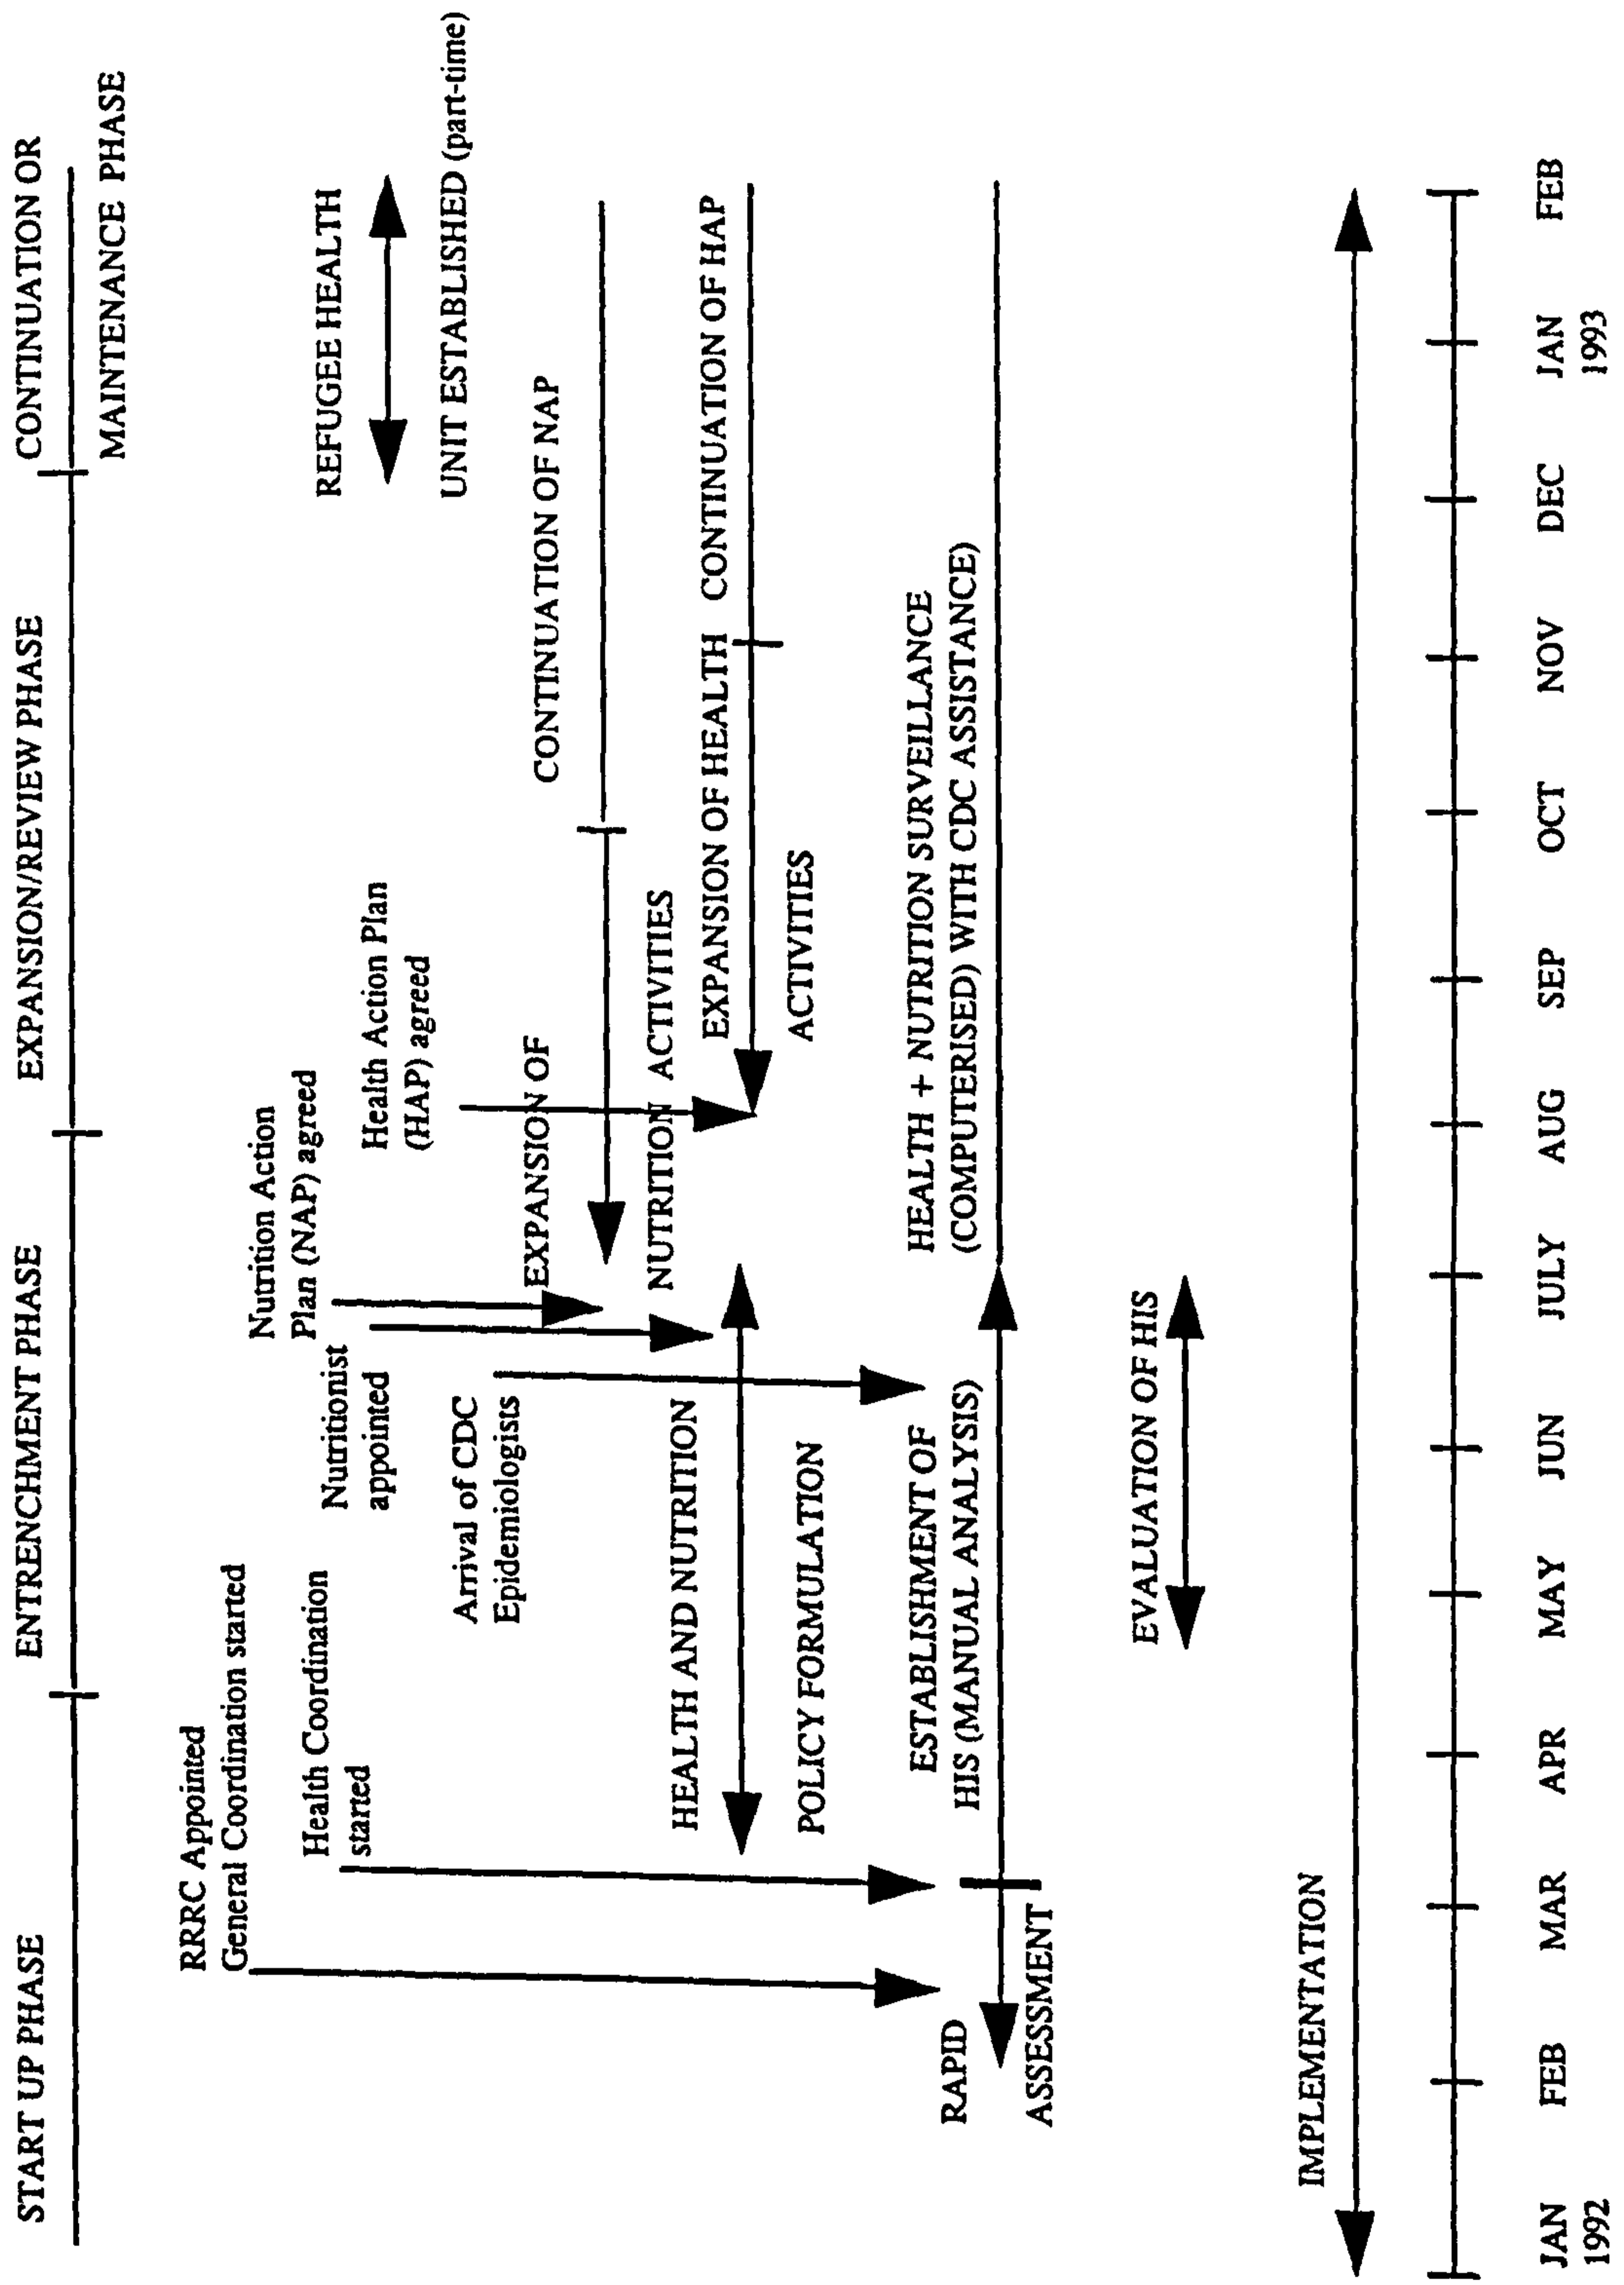 START UP PHASE
ENTRENCHMENT PHASE
EXPANSION/REVIEW PHASE
CONTINUATION OR
MAINTENANCE PHASE
RRRC Appointed
General Coordination started
Health Coordination
started
Nutrition Action
Plan (NAP) agreed
Nutritionist
appointed
Arrival of CDC
Epidemiologists
Health Action Plan
(HAP) agreed
REFUGEE HEALTH
UNIT ESTABLISHED (part-time)
EXPANSION OF
NUTRITION ACTIVITIES
CONTINUATION OF NAP
HEALTH AND NUTRITION
POLICY FORMULATION
EXPANSION OF HEALTH
ACTIVITIES
CONTINUATION OF HAP
RAPID
ASSESSMENT
ESTABLISHMENT OF
HIS (MANUAL ANALYSIS)
HEALTH + NUTRITION SURVEILLANCE
(COMPUTERISED) WITH CDC ASSISTANCE)
EVALUATION OF HIS
IMPLEMENTATION
JAN FEB MAR APR MAY JUN JULY AUG SEP OCT NOV DEC JAN FEB
1992 1993